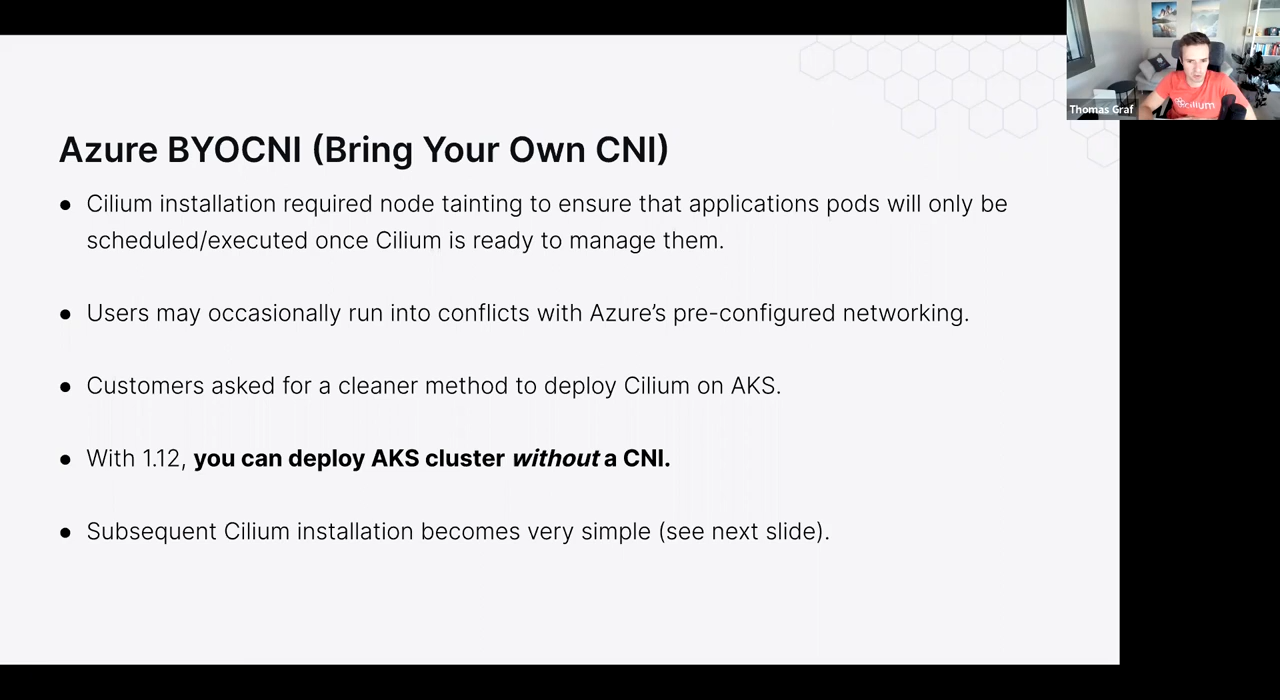 Thomas Graf
cilium
Azure BYOCNI (Bring Your Own CNI)
● Cilium installation required node tainting to ensure that applications pods will only be
scheduled/executed once Cilium is ready to manage them.
● Users may occasionally run into conflicts with Azure’s pre-configured networking.
● Customers asked for a cleaner method to deploy Cilium on AKS.
● With 1.12, you can deploy AKS cluster without a CNI.
● Subsequent Cilium installation becomes very simple (see next slide).